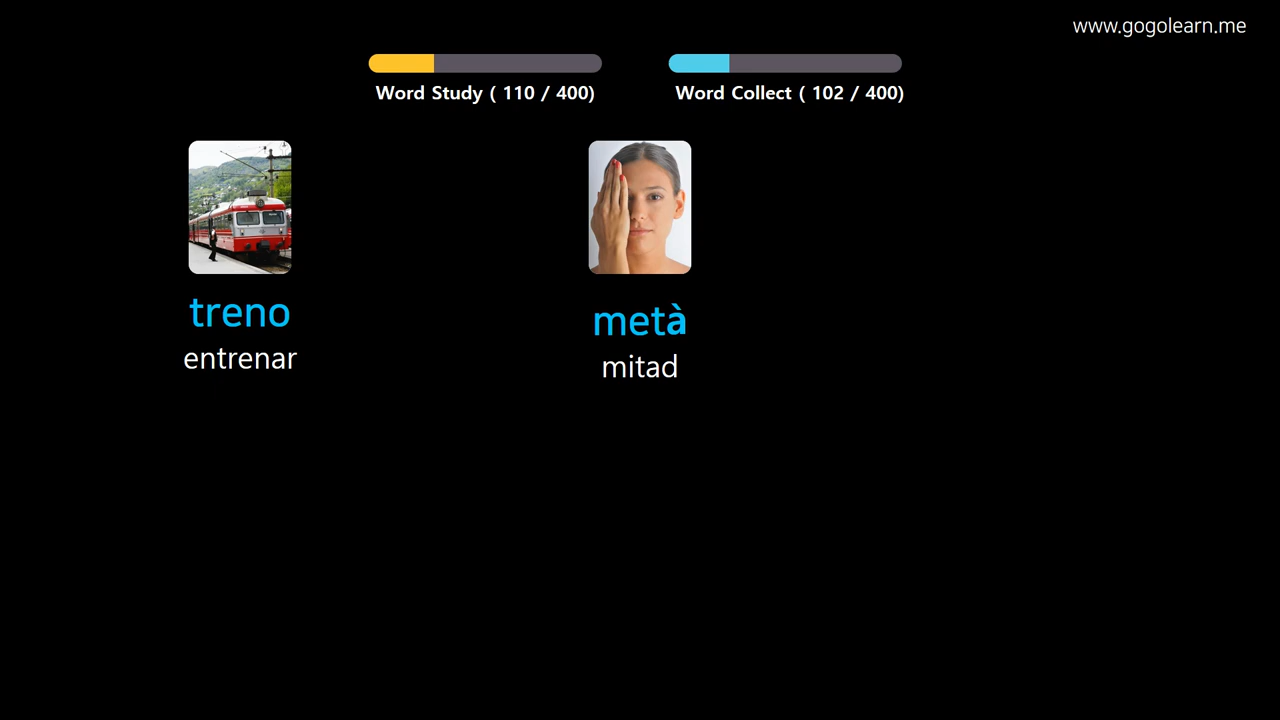 www.gogolearn.me
Word Study ( 110 / 400)
Word Collect ( 102 / 400)
treno
entrenar
metà
mitad